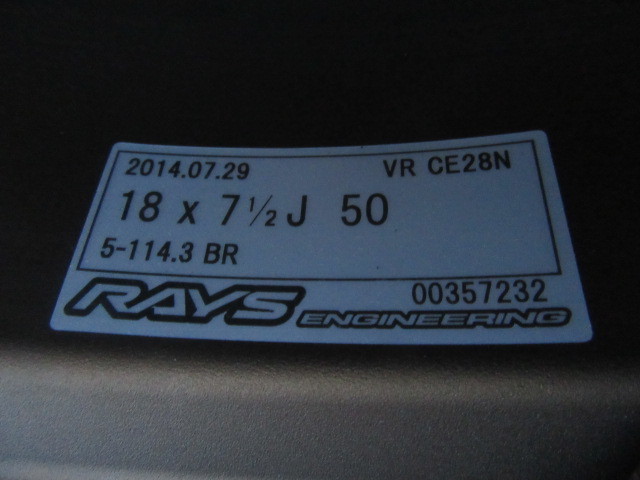 2014.07.29 VR CE28N
18 x 7½J 50
5-114.3 BR
00357232
RAYS ENGINEERING